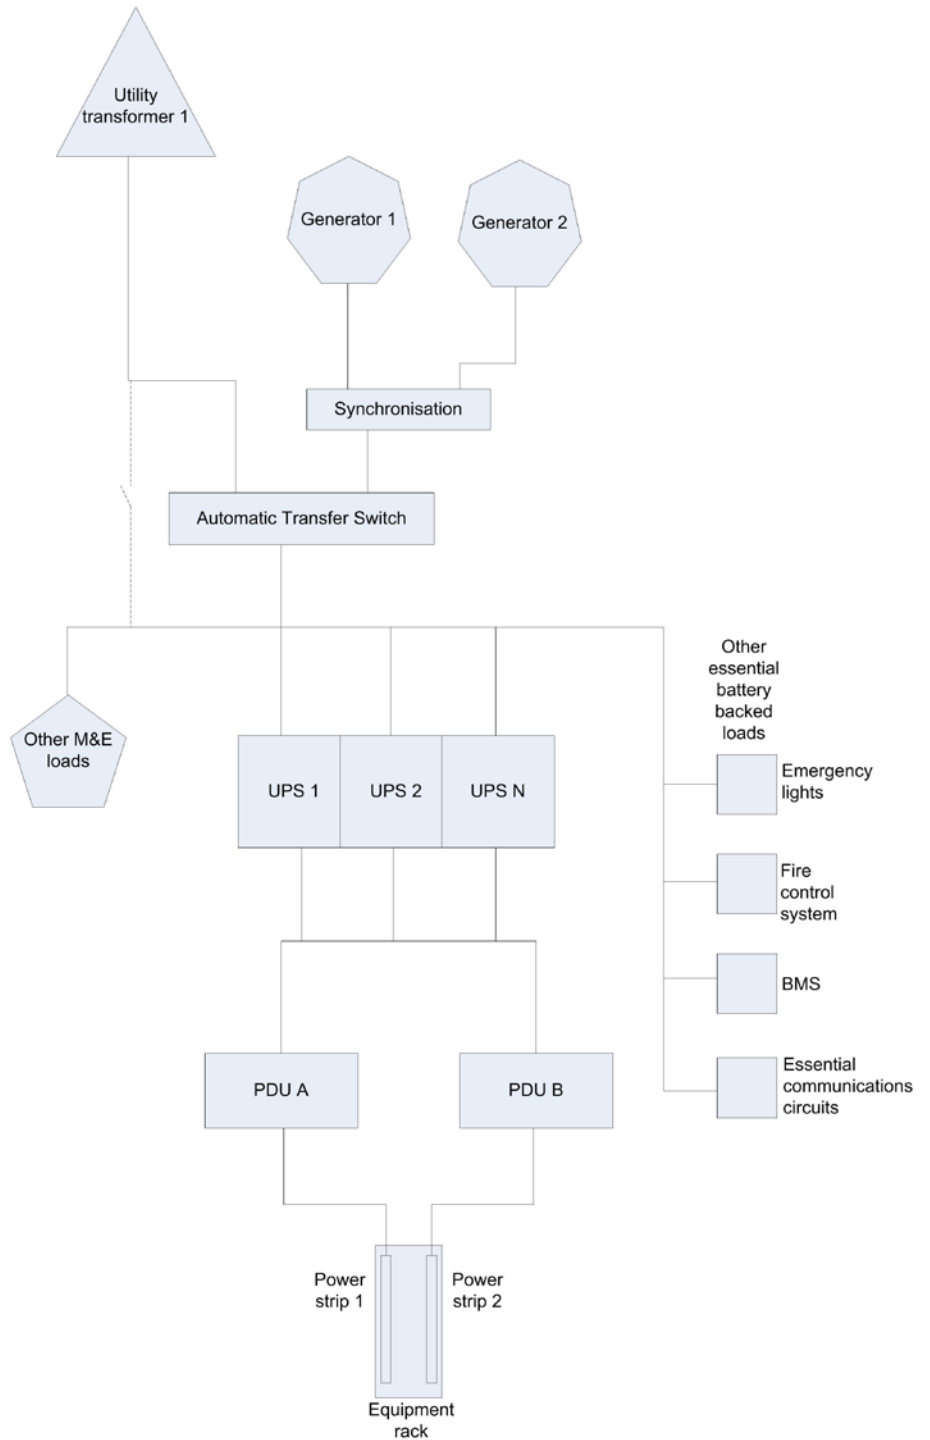 Utility
transformer 1
Generator 1
Generator 2
Synchronisation
Automatic Transfer Switch
Other
essential
battery
backed
loads
Other M&E
loads
UPS 1
UPS 2
UPS N
Emergency
lights
Fire
control
system
BMS
Essential
communications
circuits
PDU A
PDU B
Power
strip 1
Power
strip 2
Equipment
rack